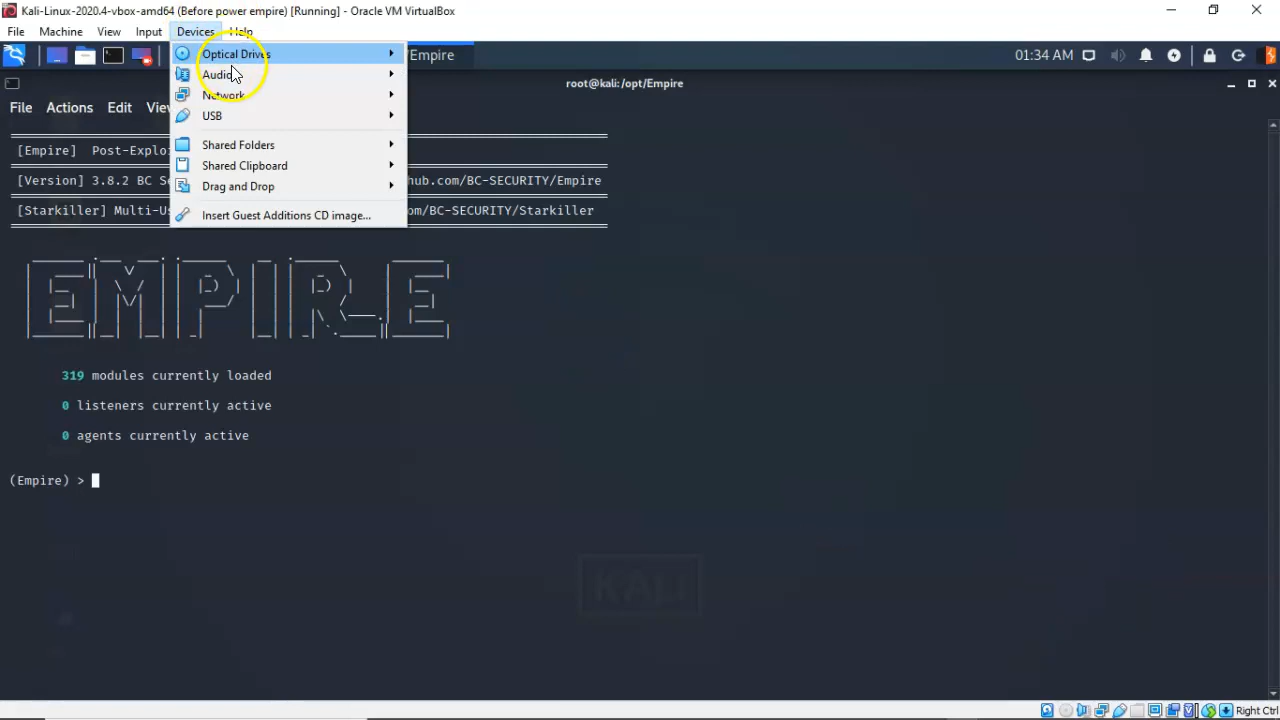 Kali-Linux-2020.4-vbox-amd64 (Before power empire) [Running] - Oracle VM VirtualBox
File Machine View Input Devices Help
/Empire 01:34 AM
root@kali:/opt/Empire
File Actions Edit
Optical Drives
Audio
Network
USB
Shared Folders
Shared Clipboard
Drag and Drop
Insert Guest Additions CD image...
[Empire] Post-Explo
[Version] 3.8.2 BC S hub.com/BC-SECURITY/Empire
[Starkiller] Multi-Us om/BC-SECURITY/Starkiller
EMPIRE
319 modules currently loaded
0 listeners currently active
0 agents currently active
(Empire) >
KALI
Right Ctrl